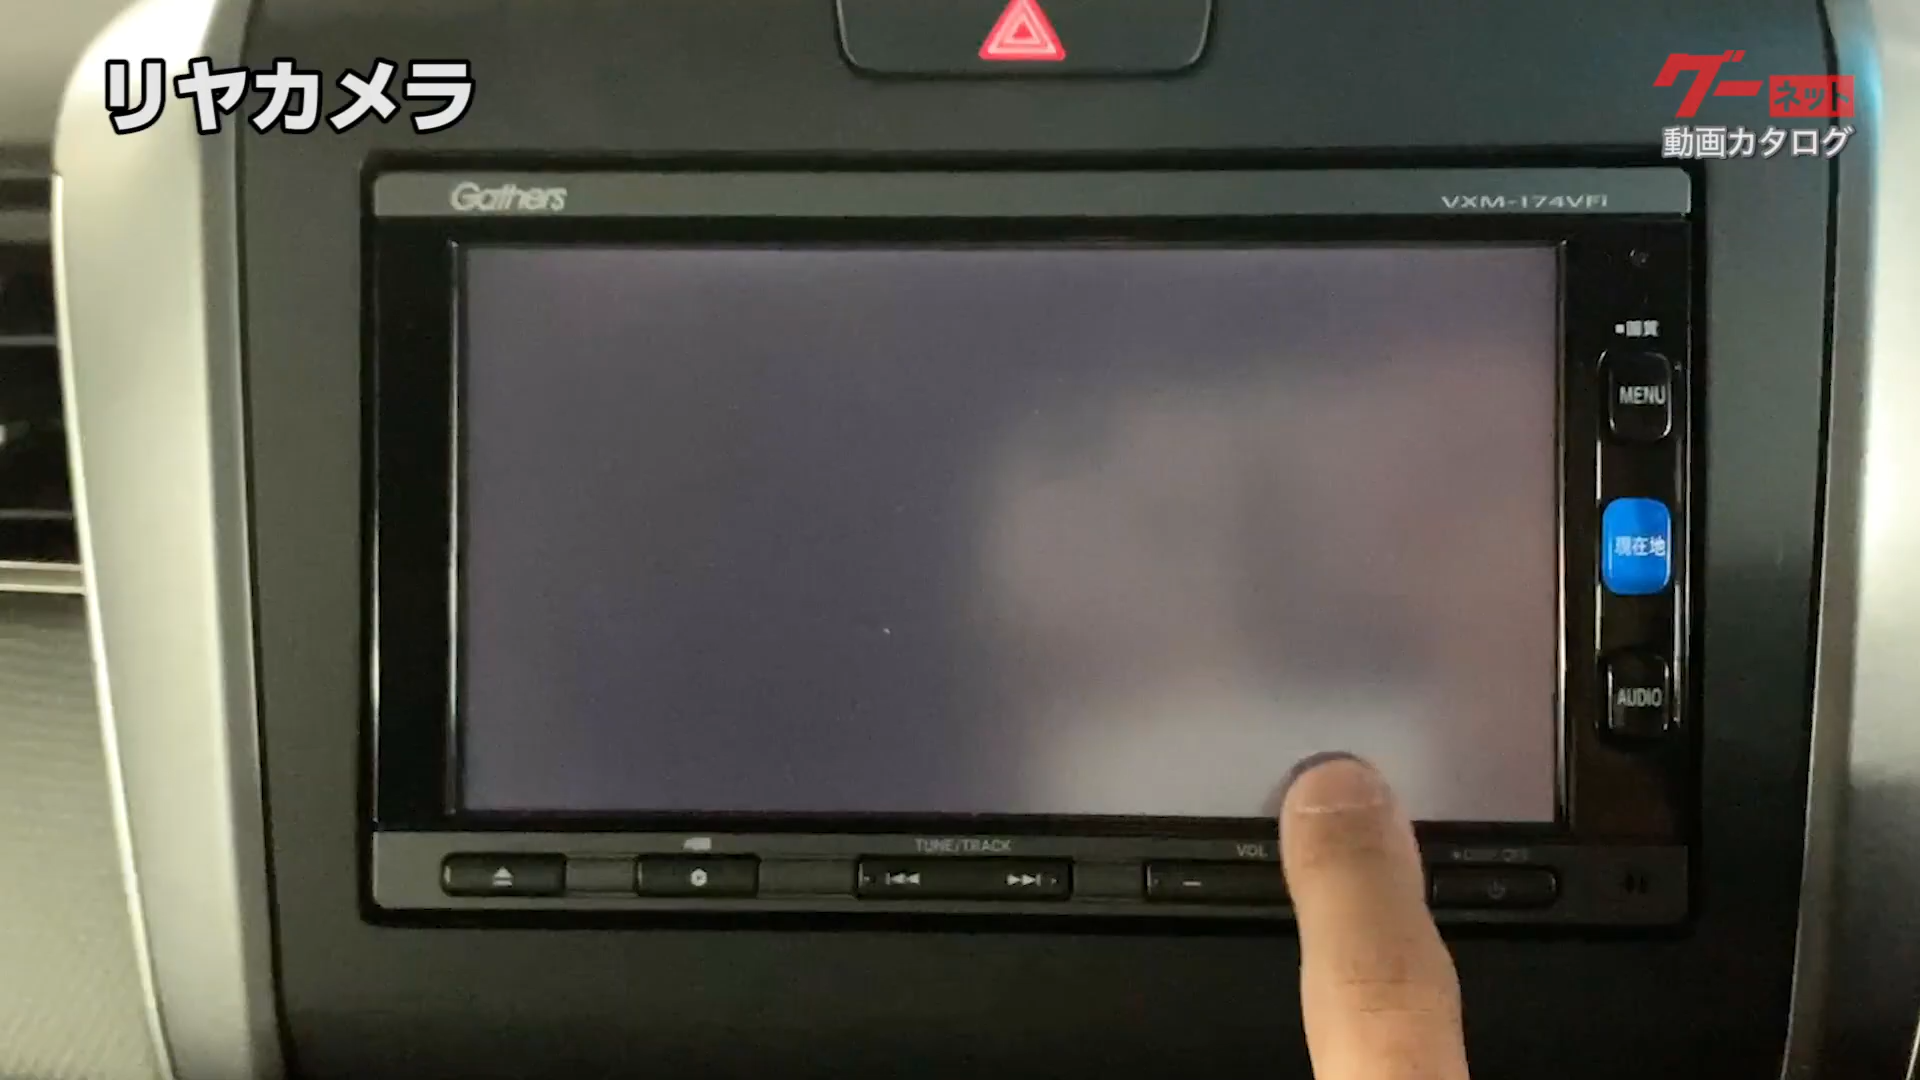 リヤカメラ
グーネット
動画カタログ
Gathers
VXM-174VFi
MENU
現在地
AUDIO
TUNE/TRACK
VOL